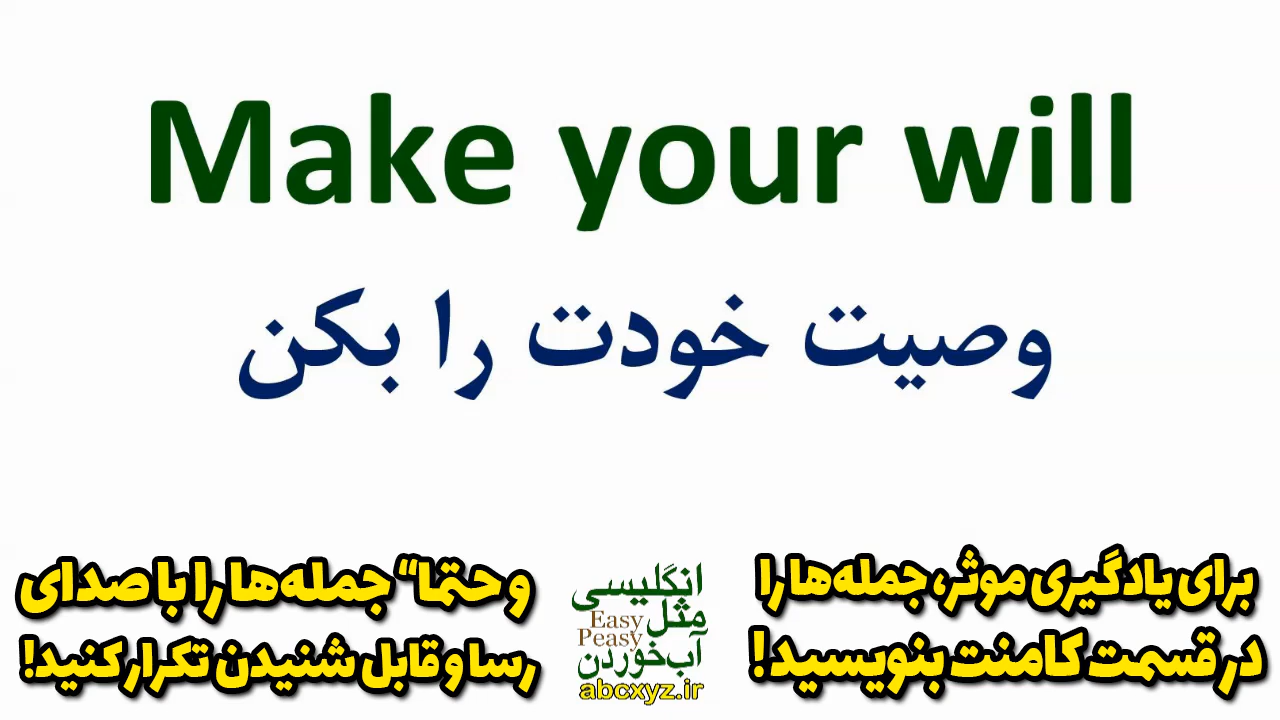 Make your will
وصیت خودت را بکن
برای یادگیری موثر، جمله‌ها را
در قسمت کامنت بنویسید!
و حتما“ جمله‌ها را با صدای
رسا و قابل شنیدن تکرار کنید!
انگلیسی
مثل
Easy
Peasy
آب خوردن
abcxyz.ir